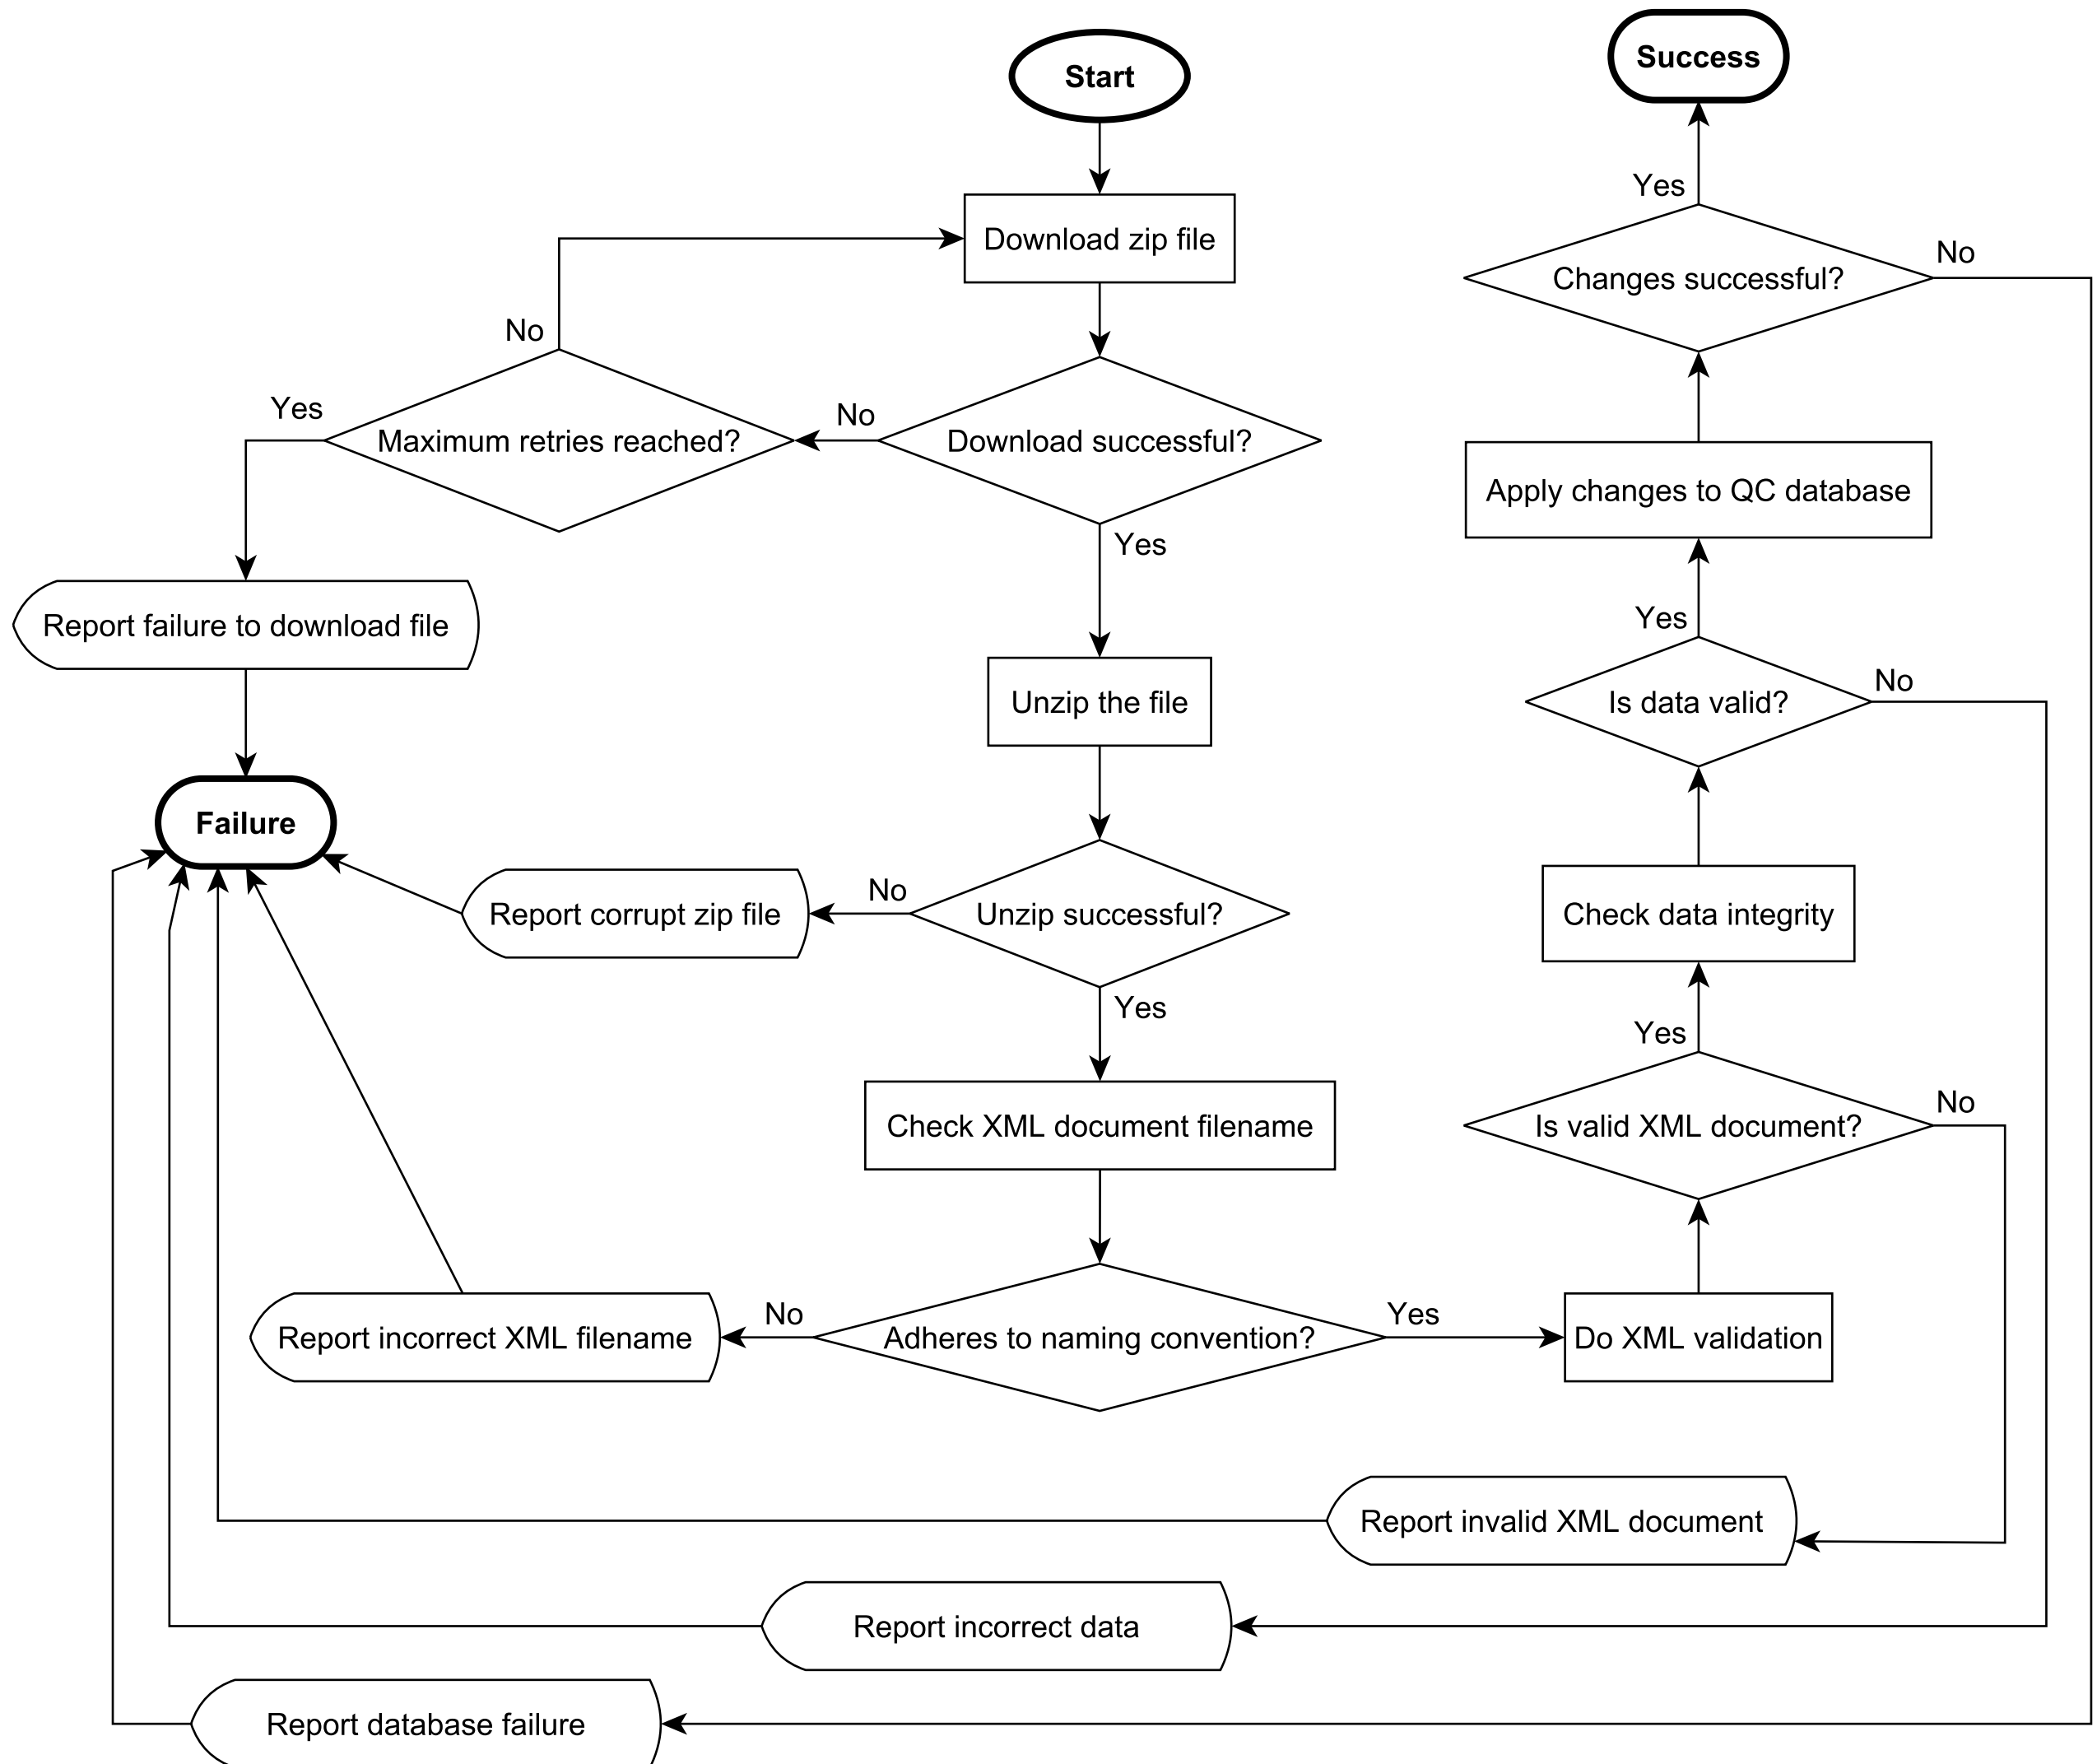 Start
Success
Yes
Download zip file
No
Changes successful?
No
Yes
No
Maximum retries reached?
Download successful?
Apply changes to QC database
Yes
Yes
Report failure to download file
No
Unzip the file
Is data valid?
Failure
No
Report corrupt zip file
Unzip successful?
Check data integrity
Yes
Yes
No
Check XML document filename
Is valid XML document?
No
Yes
Report incorrect XML filename
Adheres to naming convention?
Do XML validation
Report invalid XML document
Report incorrect data
Report database failure